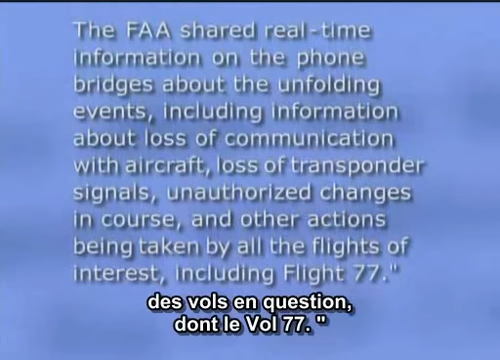 The FAA shared real-time
information on the phone
bridges about the unfolding
events, including information
about loss of communication
with aircraft, loss of transponder
signals, unauthorized changes
in course, and other actions
being taken by all the flights of
interest, including Flight 77."
des vols en question,
dont le Vol 77. "